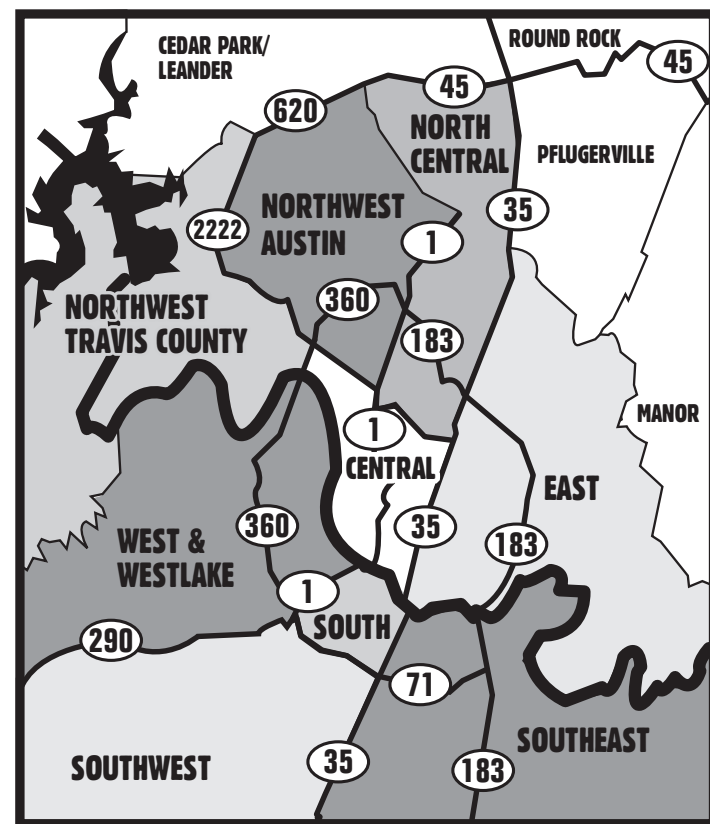 CEDAR PARK/
LEANDER
ROUND ROCK
45
45
620
NORTH
CENTRAL
PFLUGERVILLE
NORTHWEST
AUSTIN
35
2222
1
360
NORTHWEST
TRAVIS COUNTY
183
MANOR
1
CENTRAL
EAST
360
35
183
WEST &
WESTLAKE
1
SOUTH
290
71
SOUTHEAST
SOUTHWEST
35
183